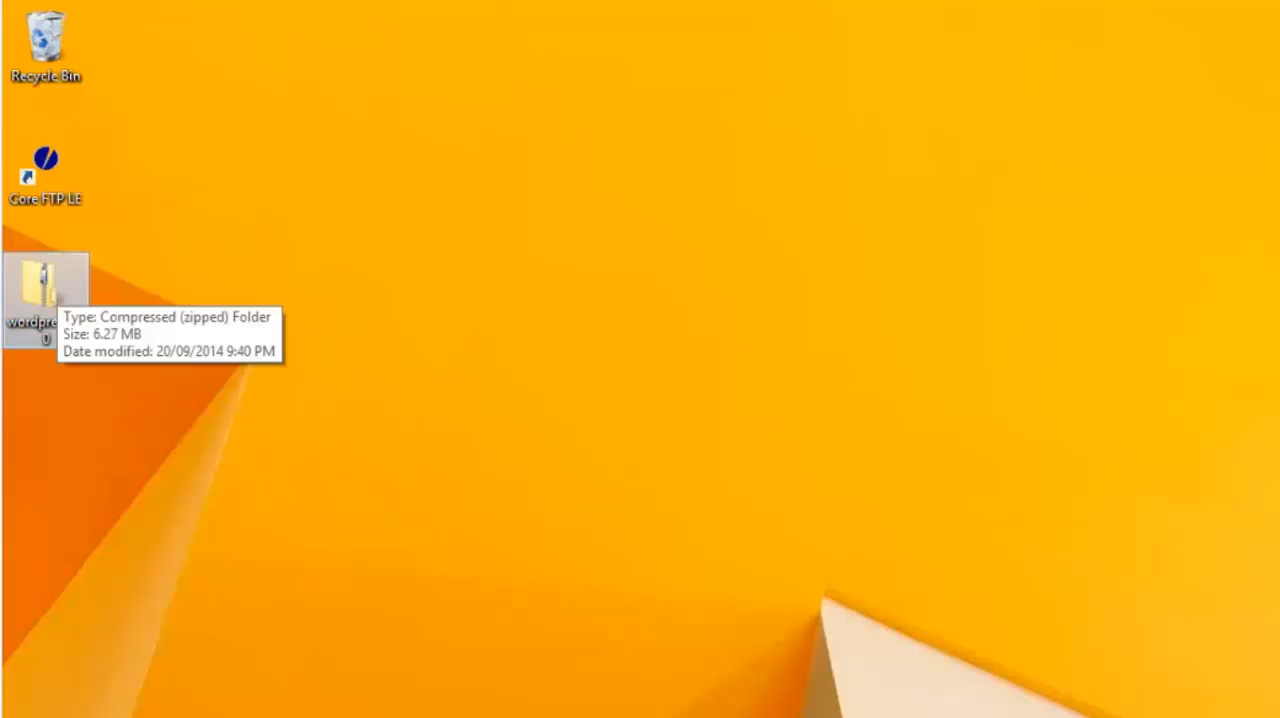 Recycle Bin
Core FTP LE
wordpre
0
Type: Compressed (zipped) Folder
Size: 6.27 MB
Date modified: 20/09/2014 9:40 PM